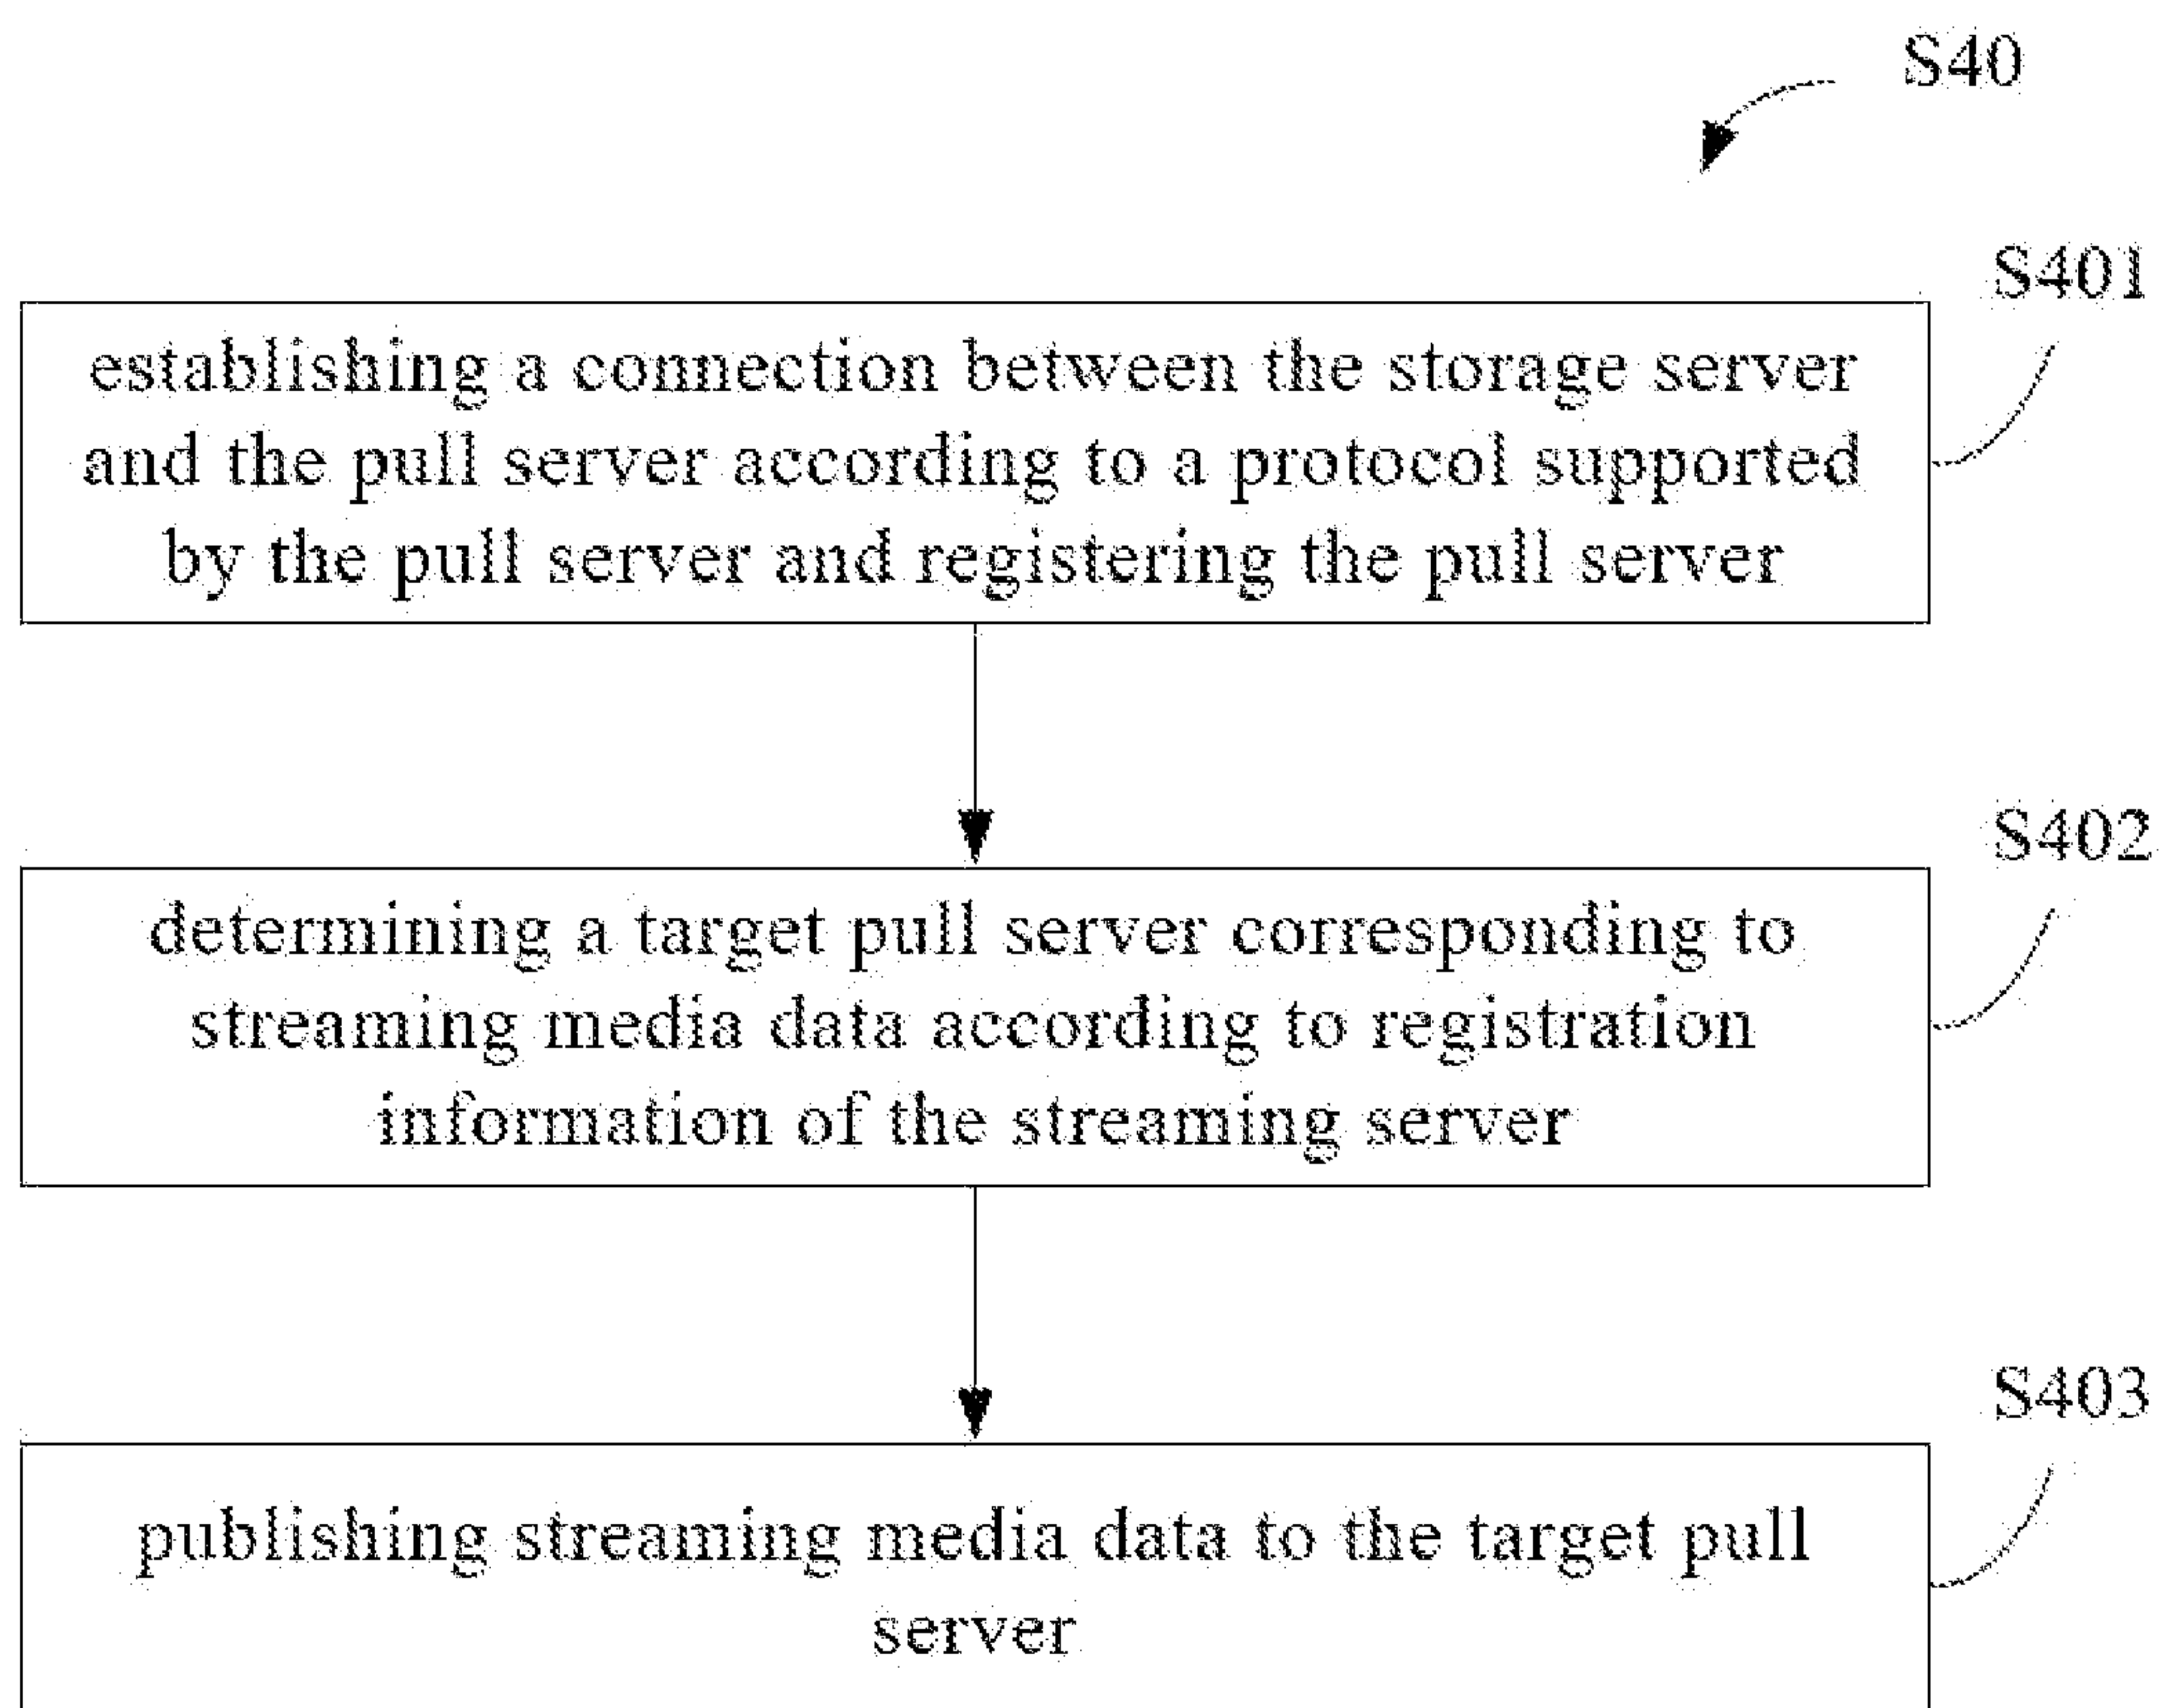 S40
S401
establishing a connection between the storage server
and the pull server according to a protocol supported
by the pull server and registering the pull server
S402
determining a target pull server corresponding to
streaming media data according to registration
information of the streaming server
S403
publishing streaming media data to the target pull
server